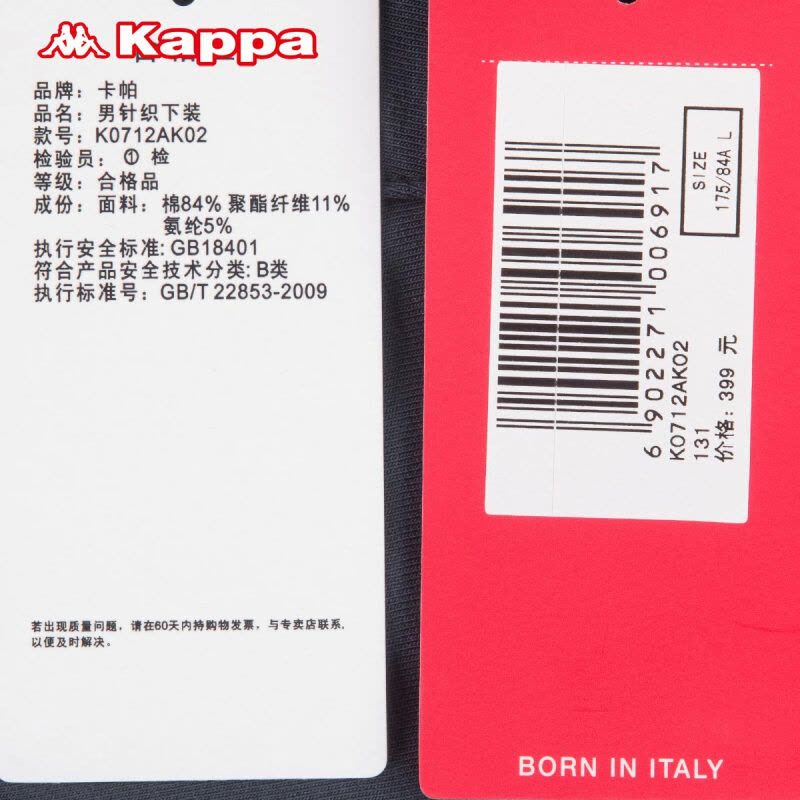 Kappa
品牌：卡帕
品名：男针织下装
款号：K0712AK02
检验员：① 检
等级：合格品
成份：面料：棉84% 聚酯纤维11%
氨纶5%
执行安全标准: GB18401
符合产品安全技术分类: B类
执行标准号：GB/T 22853-2009
若出现质量问题，请在60天内持购物发票，与专卖店联系,
以便及时解决。
SIZE
175/84A L
6 902271 006917
K0712AK02
131
价格: 399 元
BORN IN ITALY